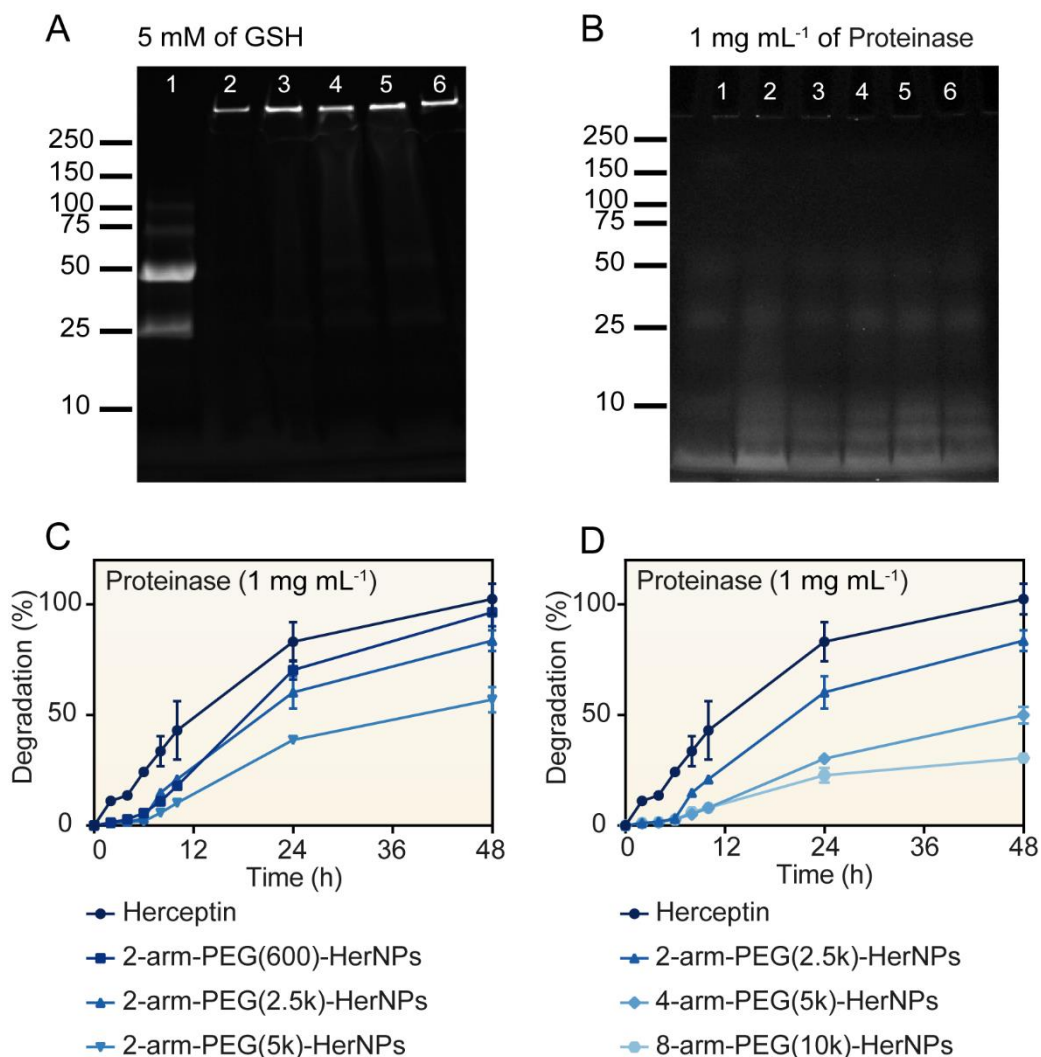 A
5 mM of GSH
1 2 3 4 5 6
250
150
100
75
50
25
10
B
1 mg mL⁻¹ of Proteinase
1 2 3 4 5 6
250
150
100
75
50
25
10
C
Proteinase (1 mg mL⁻¹)
Degradation (%)
100
50
0
0 12 24 36 48
Time (h)
Herceptin
2-arm-PEG(600)-HerNPs
2-arm-PEG(2.5k)-HerNPs
2-arm-PEG(5k)-HerNPs
D
Proteinase (1 mg mL⁻¹)
Degradation (%)
100
50
0
0 12 24 36 48
Time (h)
Herceptin
2-arm-PEG(2.5k)-HerNPs
4-arm-PEG(5k)-HerNPs
8-arm-PEG(10k)-HerNPs